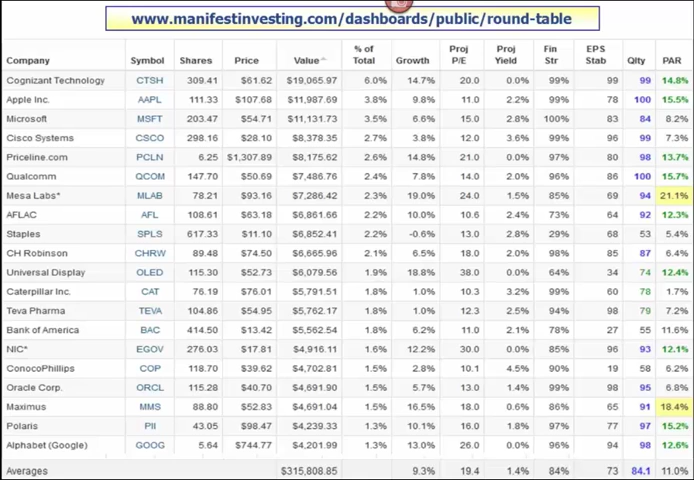 www.manifestinvesting.com/dashboards/public/round-table
% of Proj Proj Fin EPS
Company Symbol Shares Price Value Total Growth P/E Yield Str Stab Qlty PAR
Cognizant Technology CTSH 309.41 $61.62 $19,065.97 6.0% 14.7% 20.0 0.0% 99% 99 99 14.8%
Apple Inc. AAPL 111.33 $107.68 $11,987.69 3.8% 9.8% 11.0 2.2% 99% 78 100 15.5%
Microsoft MSFT 203.47 $54.71 $11,131.73 3.5% 6.6% 15.0 2.8% 100% 83 84 8.2%
Cisco Systems CSCO 298.16 $28.10 $8,378.35 2.7% 3.8% 12.0 3.6% 99% 96 99 7.3%
Priceline.com PCLN 6.25 $1,307.89 $8,175.62 2.6% 14.8% 21.0 0.0% 97% 80 98 13.7%
Qualcomm QCOM 147.70 $50.69 $7,486.76 2.4% 7.8% 14.0 2.0% 96% 86 100 15.7%
Mesa Labs* MLAB 78.21 $93.16 $7,286.42 2.3% 19.0% 24.0 1.5% 85% 69 94 21.1%
AFLAC AFL 108.61 $63.18 $6,861.66 2.2% 10.0% 10.6 2.4% 73% 64 92 12.3%
Staples SPLS 617.33 $11.10 $6,852.41 2.2% -0.6% 13.0 2.8% 29% 68 53 5.4%
CH Robinson CHRW 89.48 $74.50 $6,665.96 2.1% 6.5% 18.0 2.0% 98% 85 87 6.4%
Universal Display OLED 115.30 $52.73 $6,079.56 1.9% 18.8% 38.0 0.0% 64% 34 74 12.4%
Caterpillar Inc. CAT 76.19 $76.01 $5,791.51 1.8% 1.0% 10.3 3.2% 99% 60 78 1.7%
Teva Pharma TEVA 104.86 $54.95 $5,762.17 1.8% 1.0% 12.3 2.5% 94% 98 79 7.2%
Bank of America BAC 414.50 $13.42 $5,562.54 1.8% 6.2% 11.0 2.1% 78% 27 55 11.6%
NIC* EGOV 276.03 $17.81 $4,916.11 1.6% 12.2% 30.0 0.0% 85% 96 93 12.1%
ConocoPhillips COP 118.70 $39.62 $4,702.81 1.5% 2.8% 10.1 4.5% 90% 19 58 6.2%
Oracle Corp. ORCL 115.28 $40.70 $4,691.90 1.5% 5.7% 13.0 1.4% 99% 98 95 6.8%
Maximus MMS 88.80 $52.83 $4,691.04 1.5% 16.5% 18.0 0.6% 86% 65 91 18.4%
Polaris PII 43.05 $98.47 $4,239.33 1.3% 10.1% 16.0 1.8% 97% 77 97 15.2%
Alphabet (Google) GOOG 5.64 $744.77 $4,201.99 1.3% 13.0% 26.0 0.0% 96% 94 98 12.6%
Averages $315,808.85 9.3% 19.4 1.4% 84% 73 84.1 11.0%